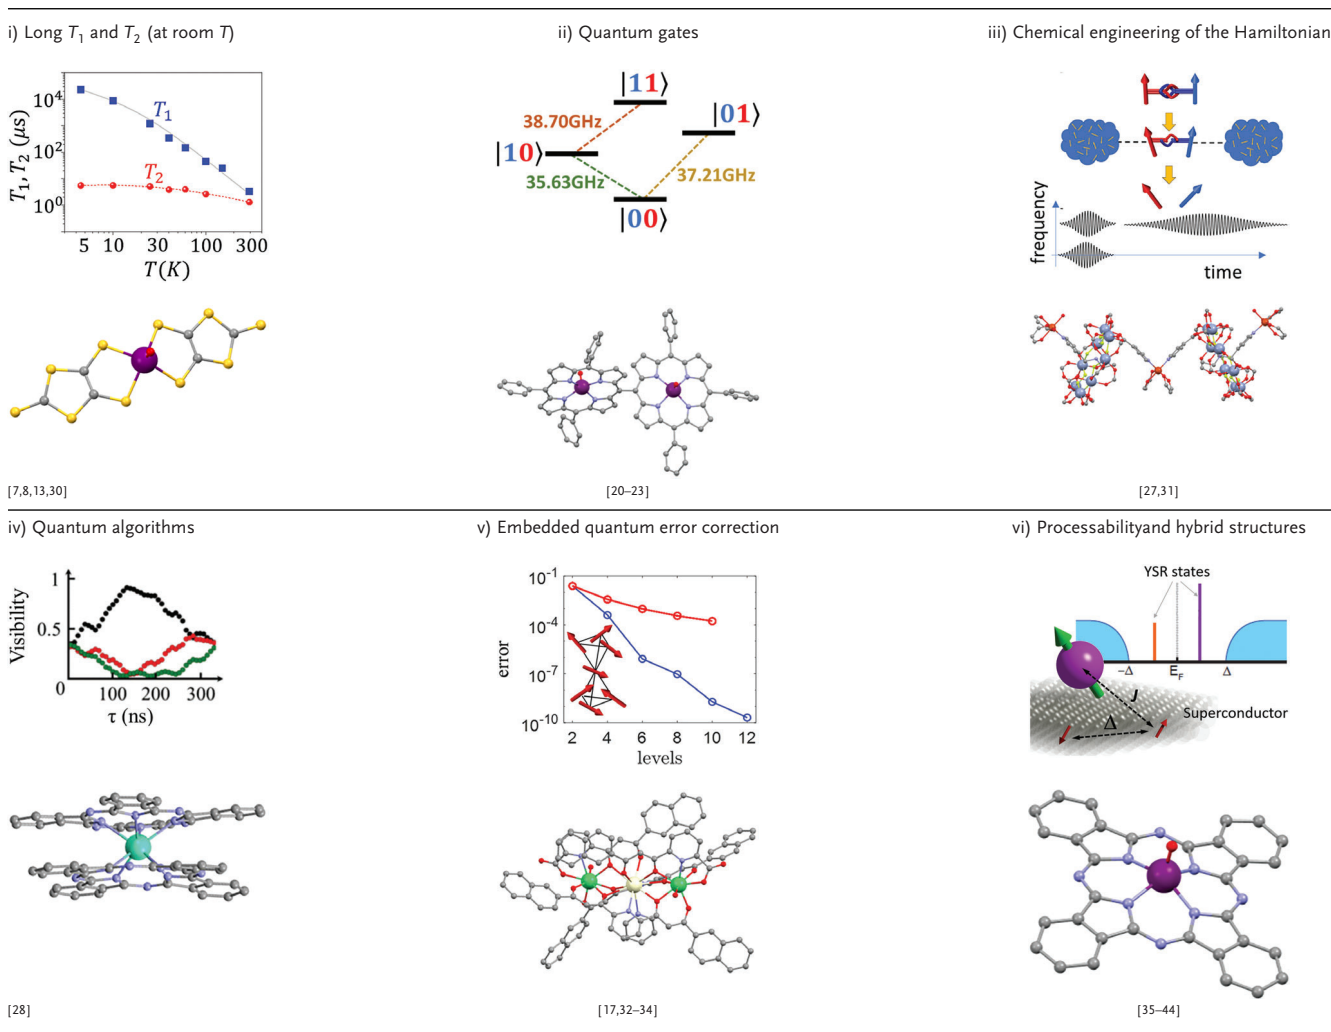 i) Long T1 and T2 (at room T)
ii) Quantum gates
iii) Chemical engineering of the Hamiltonian
T1, T2 (μs)
10^4
10^2
10^0
T1
T2
5 10 30 100 300
T(K)
|11⟩
|01⟩
38.70GHz
|10⟩
37.21GHz
35.63GHz
|00⟩
frequency
time
[7,8,13,30]
[20–23]
[27,31]
iv) Quantum algorithms
v) Embedded quantum error correction
vi) Processabilityand hybrid structures
Visibility
1
0.5
0
100 200 300
τ (ns)
error
10^-1
10^-4
10^-7
10^-10
2 4 6 8 10 12
levels
YSR states
-Δ E_F Δ
J
Superconductor
Δ
[28]
[17,32–34]
[35–44]